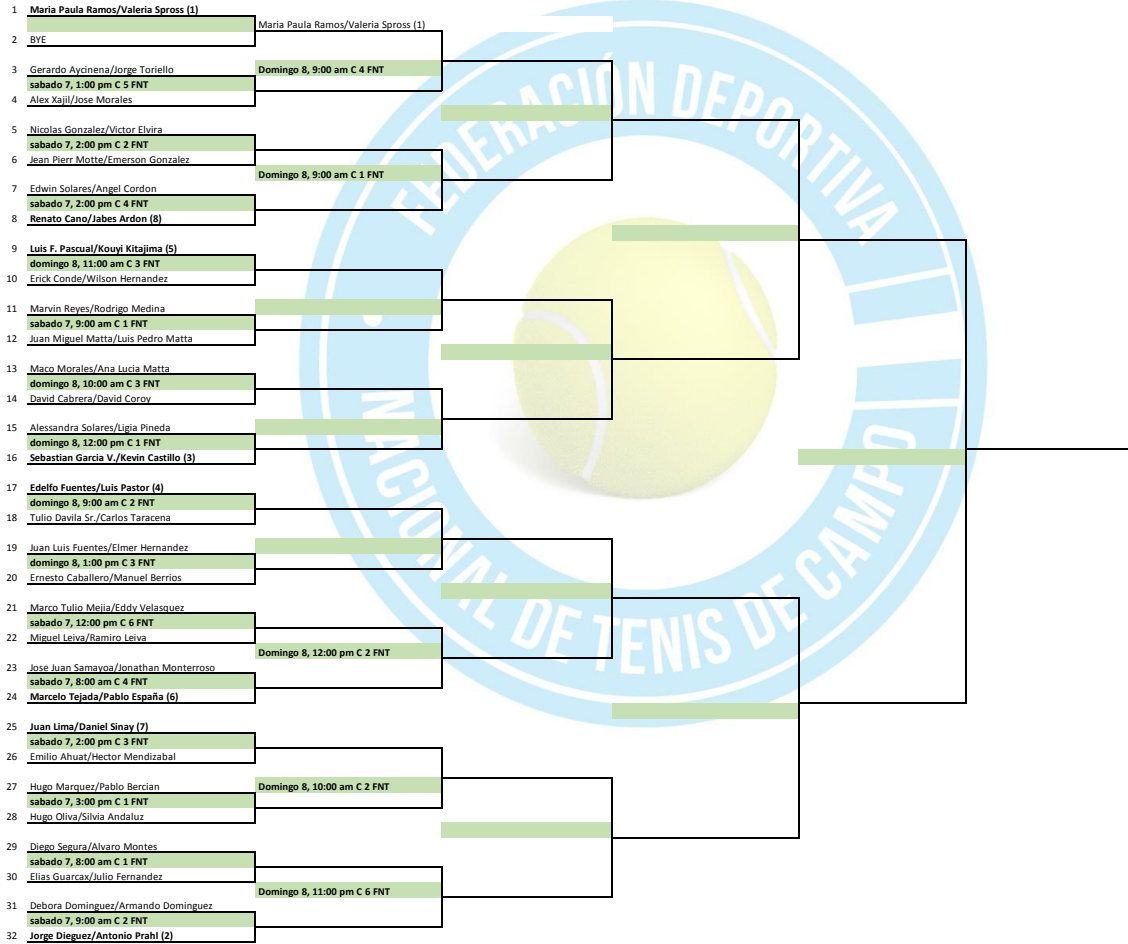 1 Maria Paula Ramos/Valeria Spross (1)
Maria Paula Ramos/Valeria Spross (1)
2 BYE
3 Gerardo Aycinena/Jorge Toriello
Domingo 8, 9:00 am C 4 FNT
sabado 7, 1:00 pm C 5 FNT
4 Alex Xajil/Jose Morales
5 Nicolas Gonzalez/Victor Elvira
sabado 7, 2:00 pm C 2 FNT
6 Jean Pierr Motte/Emerson Gonzalez
Domingo 8, 9:00 am C 1 FNT
7 Edwin Solares/Angel Cordon
sabado 7, 2:00 pm C 4 FNT
8 Renato Cano/Jabes Ardon (8)
9 Luis F. Pascual/Kouyi Kitajima (5)
domingo 8, 11:00 am C 3 FNT
10 Erick Conde/Wilson Hernandez
11 Marvin Reyes/Rodrigo Medina
sabado 7, 9:00 am C 1 FNT
12 Juan Miguel Matta/Luis Pedro Matta
13 Maco Morales/Ana Lucia Matta
domingo 8, 10:00 am C 3 FNT
14 David Cabrera/David Coroy
15 Alessandra Solares/Ligia Pineda
domingo 8, 12:00 pm C 1 FNT
16 Sebastian Garcia V./Kevin Castillo (3)
17 Edelfo Fuentes/Luis Pastor (4)
domingo 8, 9:00 am C 2 FNT
18 Tulio Davila Sr./Carlos Taracena
19 Juan Luis Fuentes/Elmer Hernandez
domingo 8, 1:00 pm C 3 FNT
20 Ernesto Caballero/Manuel Berrios
21 Marco Tulio Mejia/Eddy Velasquez
sabado 7, 12:00 pm C 6 FNT
22 Miguel Leiva/Ramiro Leiva
Domingo 8, 12:00 pm C 2 FNT
23 Jose Juan Samayoa/Jonathan Monterroso
sabado 7, 8:00 am C 4 FNT
24 Marcelo Tejada/Pablo España (6)
25 Juan Lima/Daniel Sinay (7)
sabado 7, 2:00 pm C 3 FNT
26 Emilio Ahuat/Hector Mendizabal
27 Hugo Marquez/Pablo Bercian
Domingo 8, 10:00 am C 2 FNT
sabado 7, 3:00 pm C 1 FNT
28 Hugo Oliva/Silvia Andaluz
29 Diego Segura/Alvaro Montes
sabado 7, 8:00 am C 1 FNT
30 Elias Guarcax/Julio Fernandez
Domingo 8, 11:00 pm C 6 FNT
31 Debora Dominguez/Armando Dominguez
sabado 7, 9:00 am C 2 FNT
32 Jorge Dieguez/Antonio Prahl (2)
FEDERACIÓN DEPORTIVA
NACIONAL DE TENIS DE CAMPO